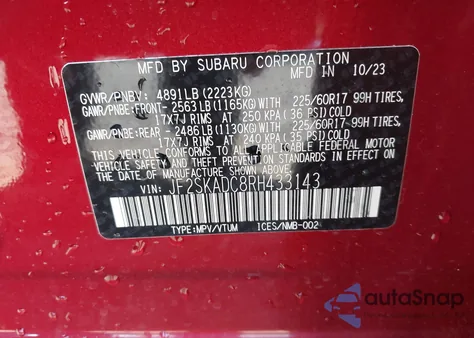 MFD BY SUBARU CORPORATION 10/23
GVWR/PNBV: 4891LB (2223KG)
GAWR/PNBE:FRONT- 2563LB(1165KG)WITH 225/60R17 99H TIRES,
17X7J RIMS AT 250 KPA(36 PSI)COLD/FROID.
GAWR/PNBE:REAR - 2486LB(1130KG)WITH 225/60R17 99H TIRES,
17X7J RIMS AT 240 KPA(35 PSI)COLD/FROID.
THIS VEHICLE CONFORMS TO ALL APPLICABLE FEDERAL MOTOR
VEHICLE SAFETY AND THEFT PREVENTION STANDARDS IN EFFECT
ON THE DATE OF MANUFACTURE SHOWN ABOVE.
VIN: JF2SKADC8RH433143
TYPE:MPV/VTUM ICES/NMB-002
autoSnap